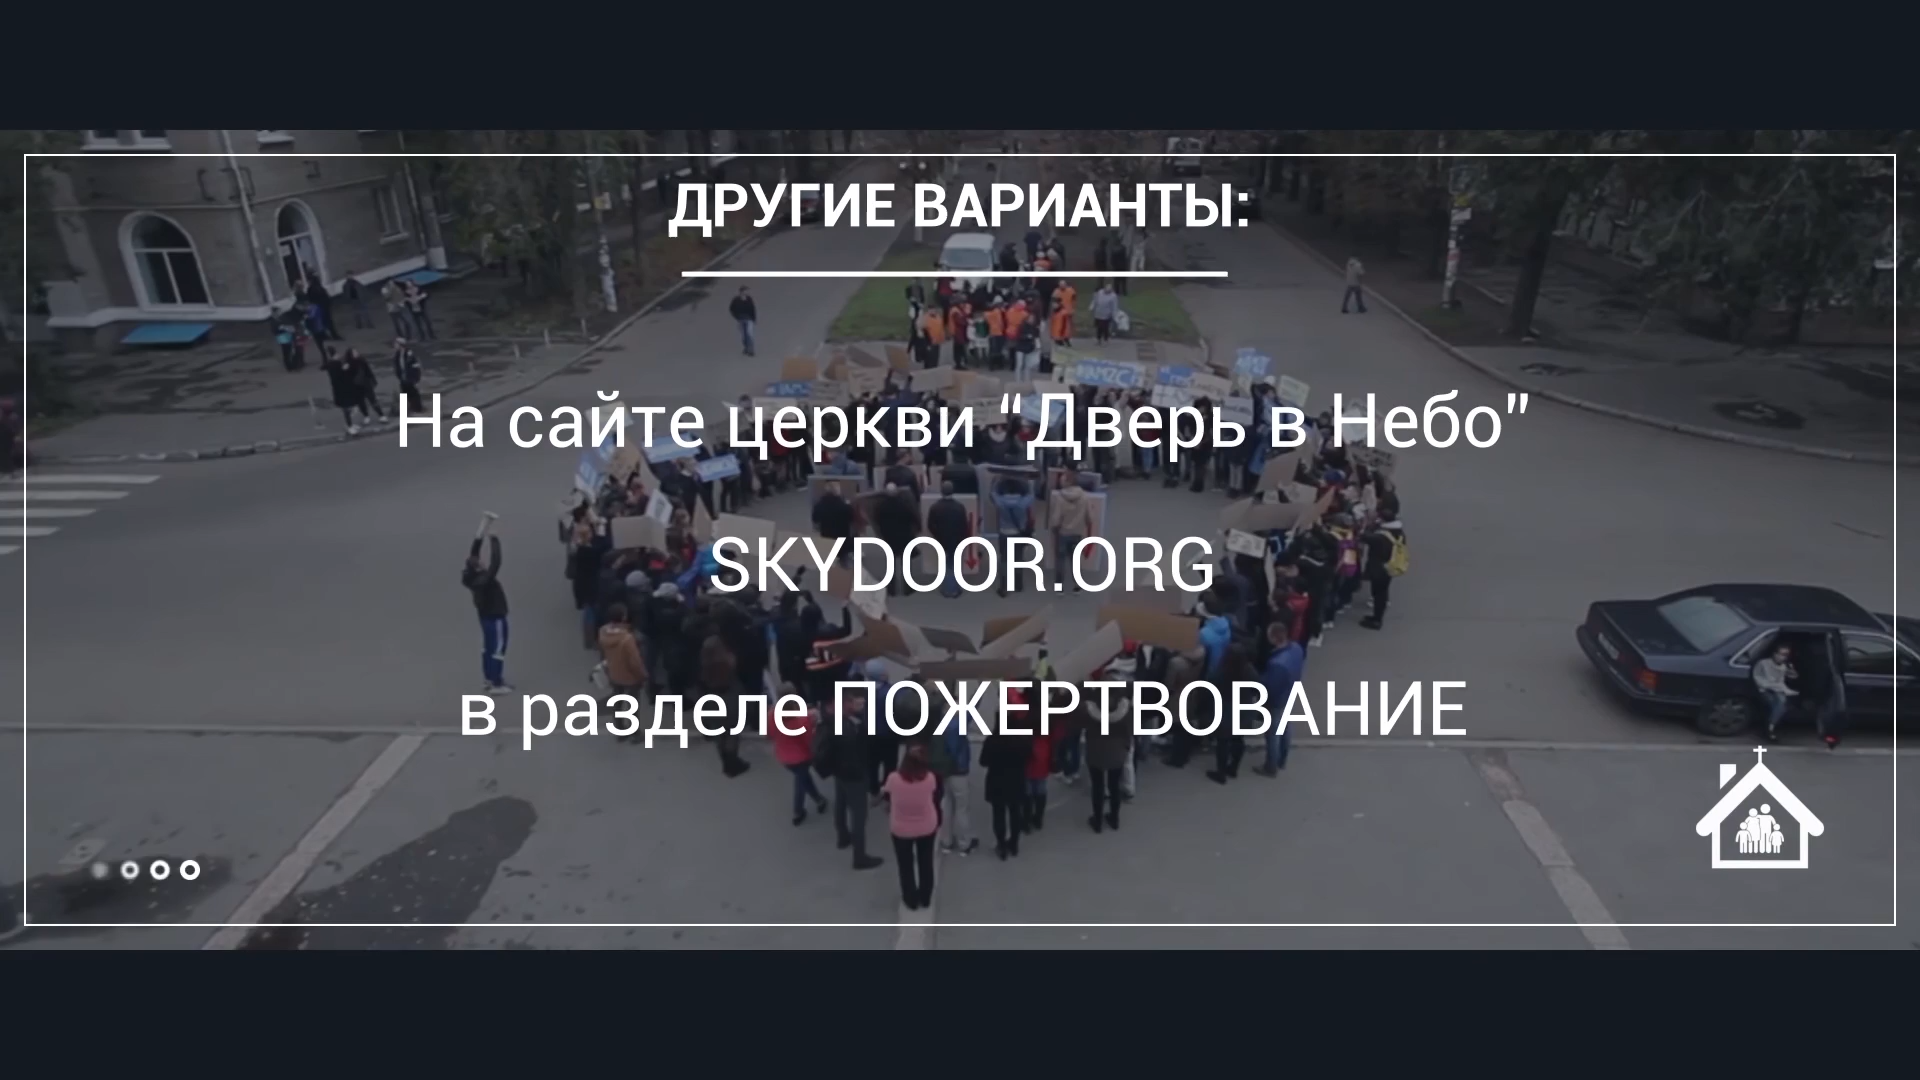 ДРУГИЕ ВАРИАНТЫ:
На сайте церкви “Дверь в Небо”
SKYDOOR.ORG
в разделе ПОЖЕРТВОВАНИЕ